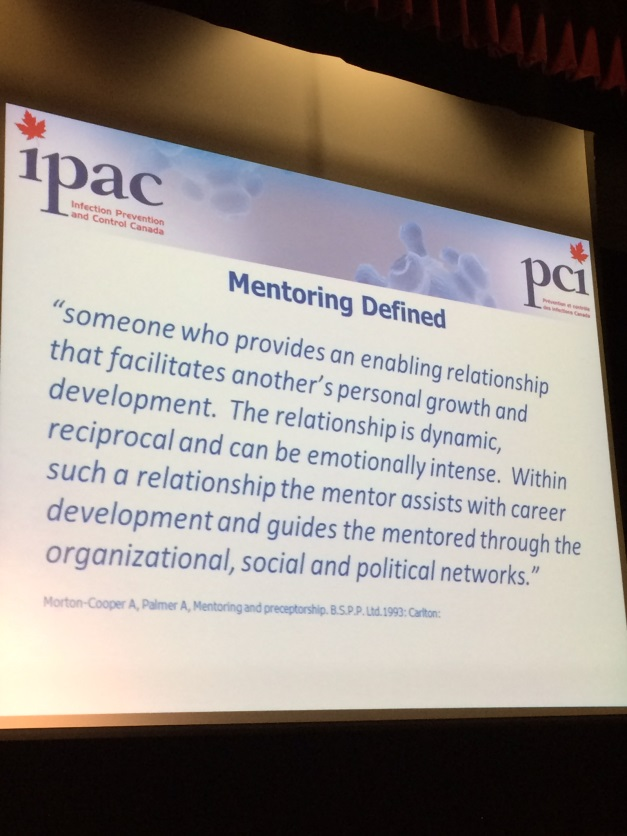 ipac
Infection Prevention
and Control Canada
pci
Prévention et contrôle
des infections Canada
Mentoring Defined
“someone who provides an enabling relationship
that facilitates another’s personal growth and
development. The relationship is dynamic,
reciprocal and can be emotionally intense. Within
such a relationship the mentor assists with career
development and guides the mentored through the
organizational, social and political networks.”
Morton-Cooper A, Palmer A, Mentoring and preceptorship. B.S.P.P. Ltd.1993: Carlton: